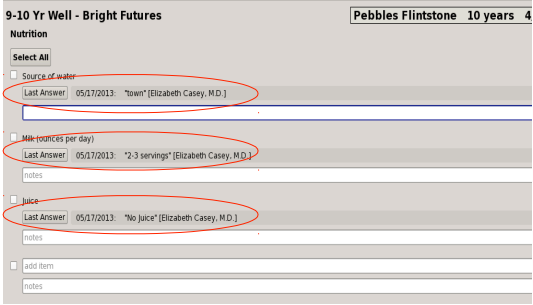 9-10 Yr Well - Bright Futures
Pebbles Flintstone 10 years 4
Nutrition
Select All
Source of water
Last Answer 05/17/2013: "town" [Elizabeth Casey, M.D.]
Milk (ounces per day)
Last Answer 05/17/2013: "2-3 servings" [Elizabeth Casey, M.D.]
notes
Juice
Last Answer 05/17/2013: "No Juice" [Elizabeth Casey, M.D.]
notes
add item
notes